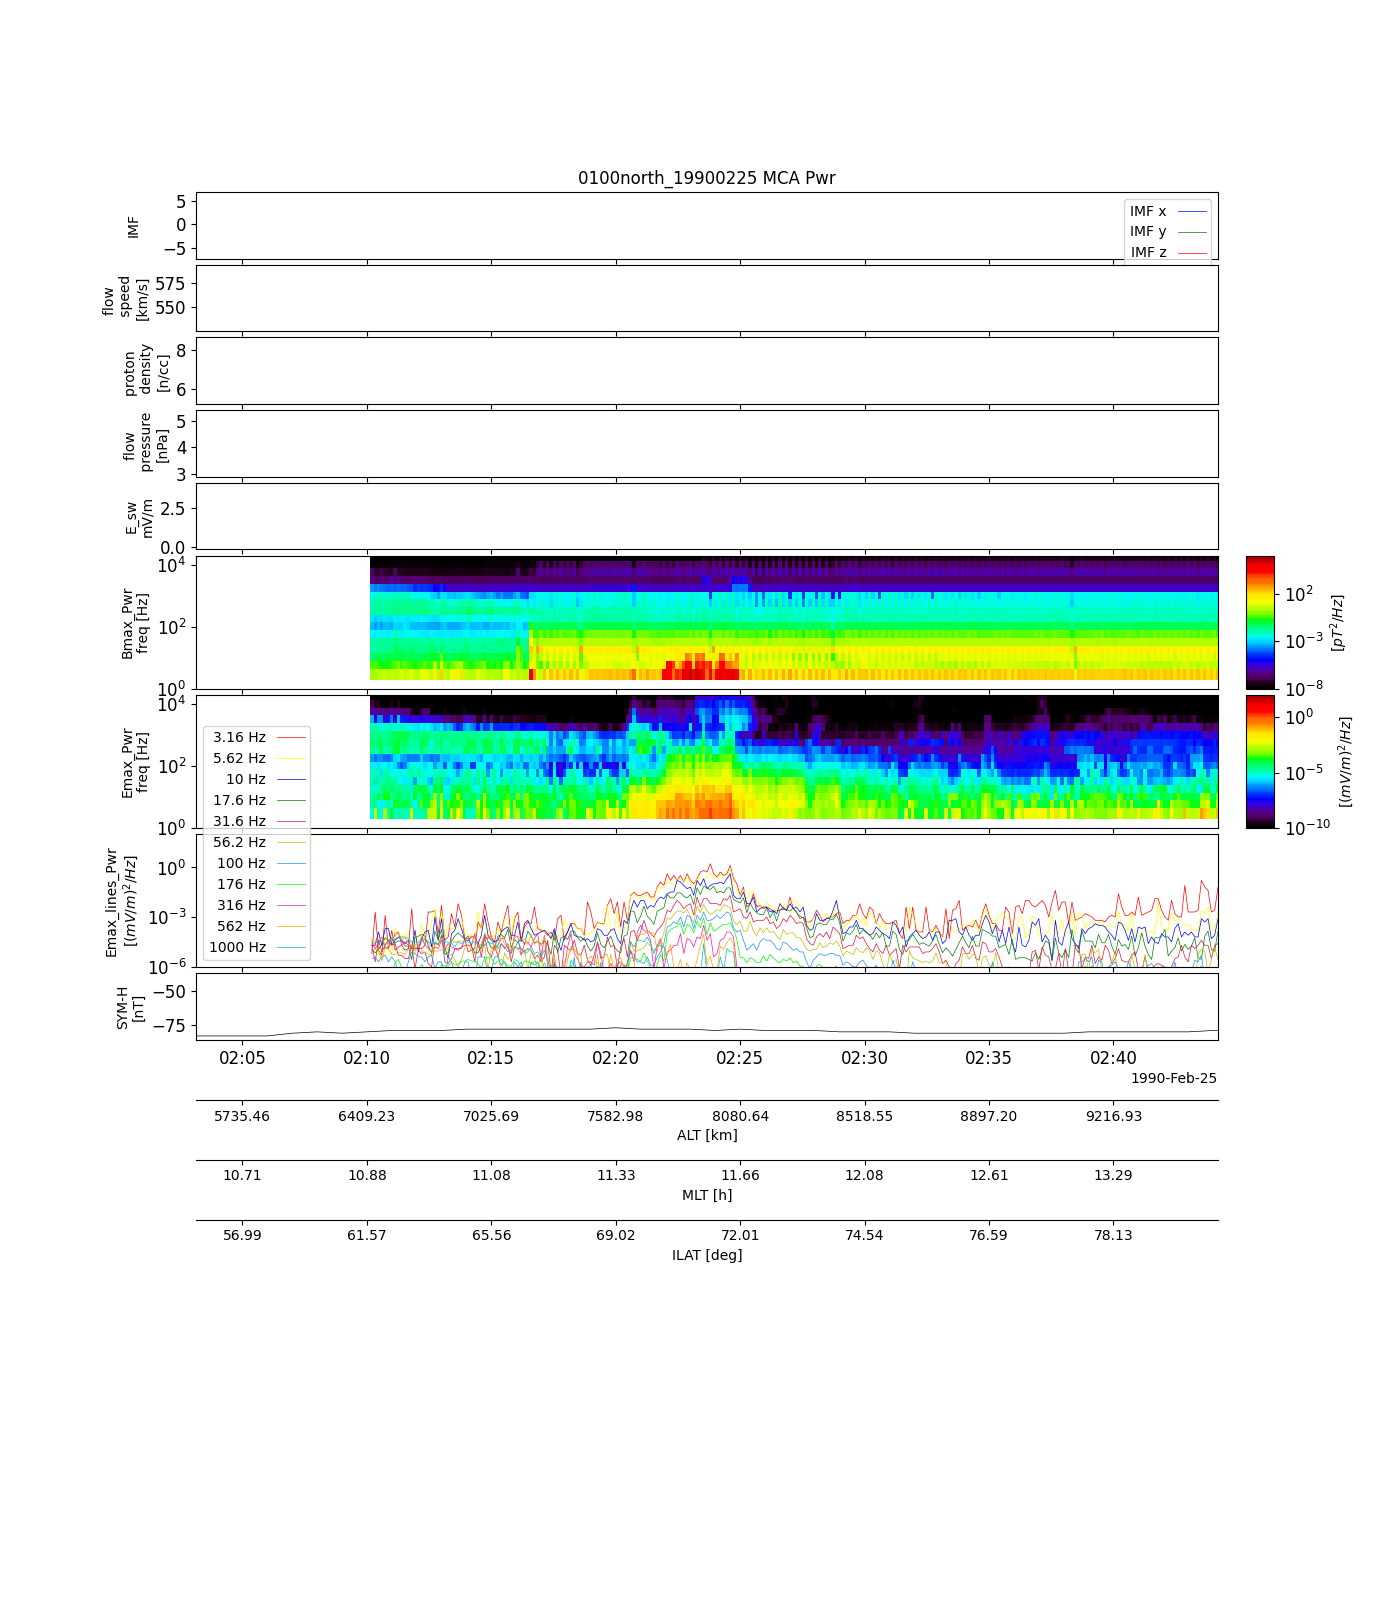 0100north_19900225 MCA Pwr
IMF
5
0
−5
IMF x
IMF y
IMF z
flow
speed
[km/s]
575
550
proton
density
[n/cc]
8
6
flow
pressure
[nPa]
5
4
3
E_sw
mV/m
2.5
0.0
Bmax_Pwr
freq [Hz]
10^4
10^2
10^0
10^2
10^−3
10^−8
[pT^2/Hz]
Emax_Pwr
freq [Hz]
10^4
10^2
10^0
10^0
10^−5
10^−10
[(mV/m)^2/Hz]
3.16 Hz
5.62 Hz
10 Hz
17.6 Hz
31.6 Hz
56.2 Hz
100 Hz
176 Hz
316 Hz
562 Hz
1000 Hz
Emax_lines_Pwr
[(mV/m)^2/Hz]
10^0
10^−3
10^−6
SYM-H
[nT]
−50
−75
02:05 02:10 02:15 02:20 02:25 02:30 02:35 02:40
1990-Feb-25
5735.46 6409.23 7025.69 7582.98 8080.64 8518.55 8897.20 9216.93
ALT [km]
10.71 10.88 11.08 11.33 11.66 12.08 12.61 13.29
MLT [h]
56.99 61.57 65.56 69.02 72.01 74.54 76.59 78.13
ILAT [deg]